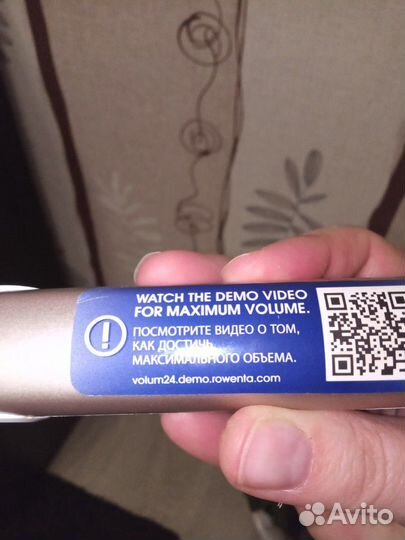 WATCH THE DEMO VIDEO
FOR MAXIMUM VOLUME.
ПОСМОТРИТЕ ВИДЕО О ТОМ,
КАК ДОСТИЧЬ
МАКСИМАЛЬНОГО ОБЪЕМА.
volum24.demo.rowenta.com
Avito